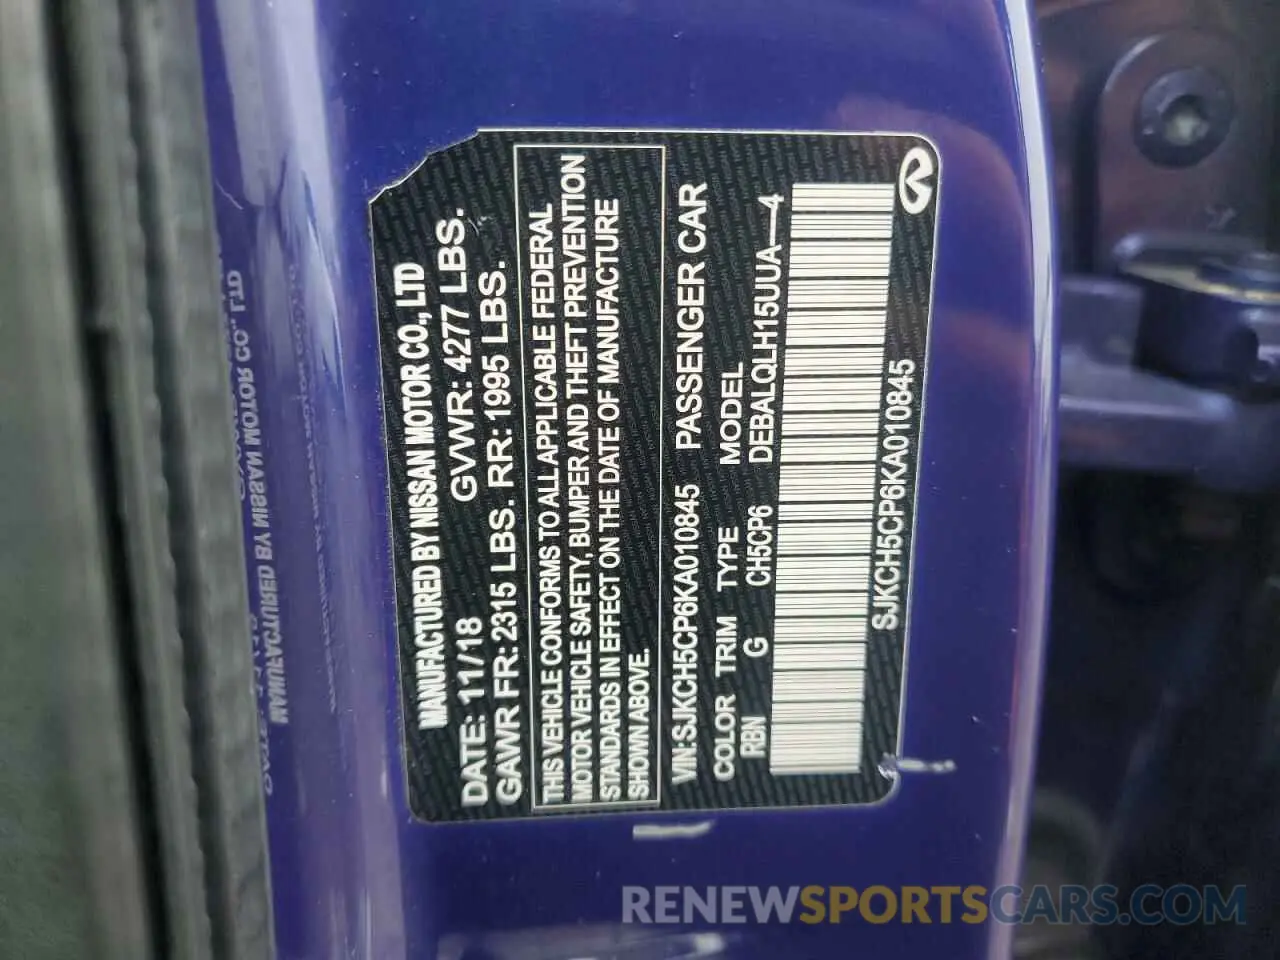 MANUFACTURED BY NISSAN MOTOR CO., LTD
DATE: 11/18 GVWR: 4277 LBS.
GAWR FR: 2315 LBS. RR: 1995 LBS.
THIS VEHICLE CONFORMS TO ALL APPLICABLE FEDERAL
MOTOR VEHICLE SAFETY, BUMPER AND THEFT PREVENTION
STANDARDS IN EFFECT ON THE DATE OF MANUFACTURE
SHOWN ABOVE.
VIN: SJKCH5CP6KA010845 PASSENGER CAR
COLOR TRIM TYPE MODEL
RBN G CH5CP6 DEBALQLH15UUA—4
SJKCH5CP6KA010845
RENEWSPORTSCARS.COM